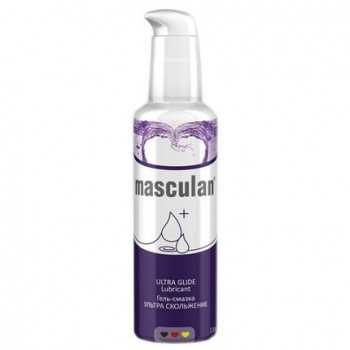 masculan®
ULTRA GLIDE
Lubricant
Гель-смазка
УЛЬТРА СКОЛЬЖЕНИЕ